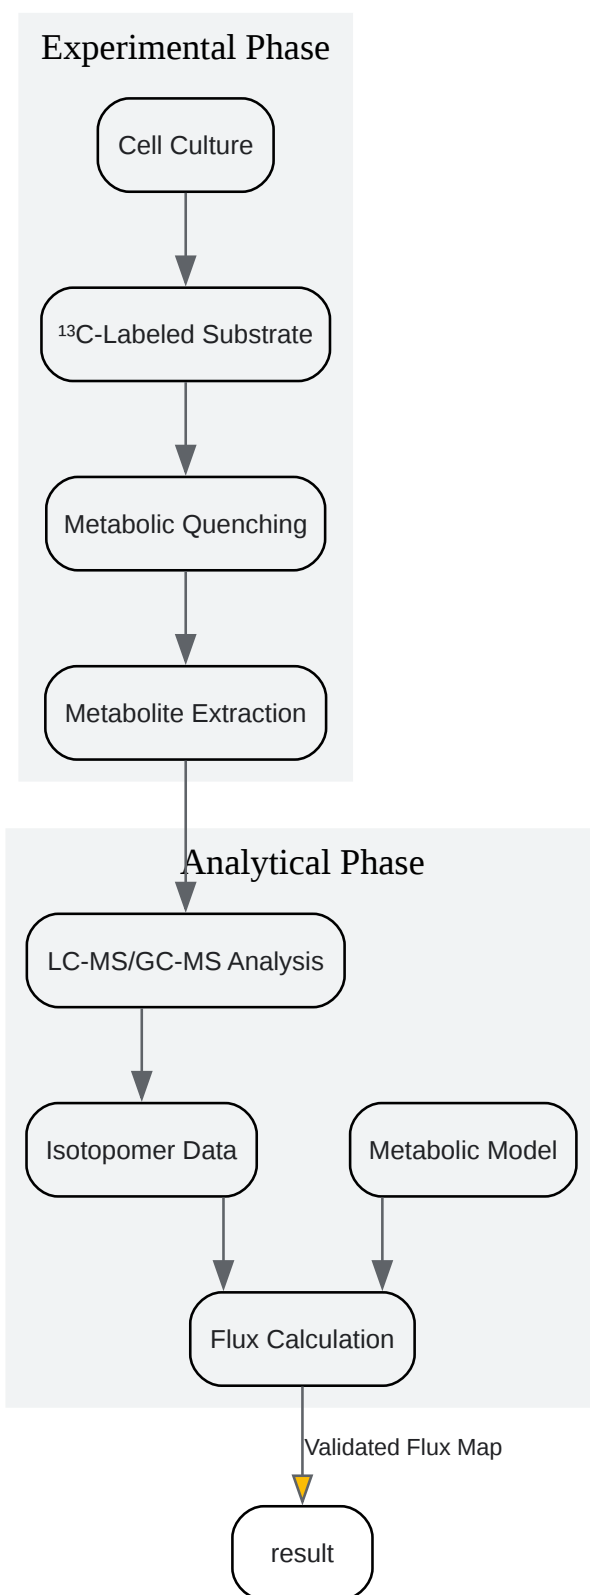 Experimental Phase
Cell Culture
¹³C-Labeled Substrate
Metabolic Quenching
Metabolite Extraction
Analytical Phase
LC-MS/GC-MS Analysis
Isotopomer Data
Metabolic Model
Flux Calculation
Validated Flux Map
result